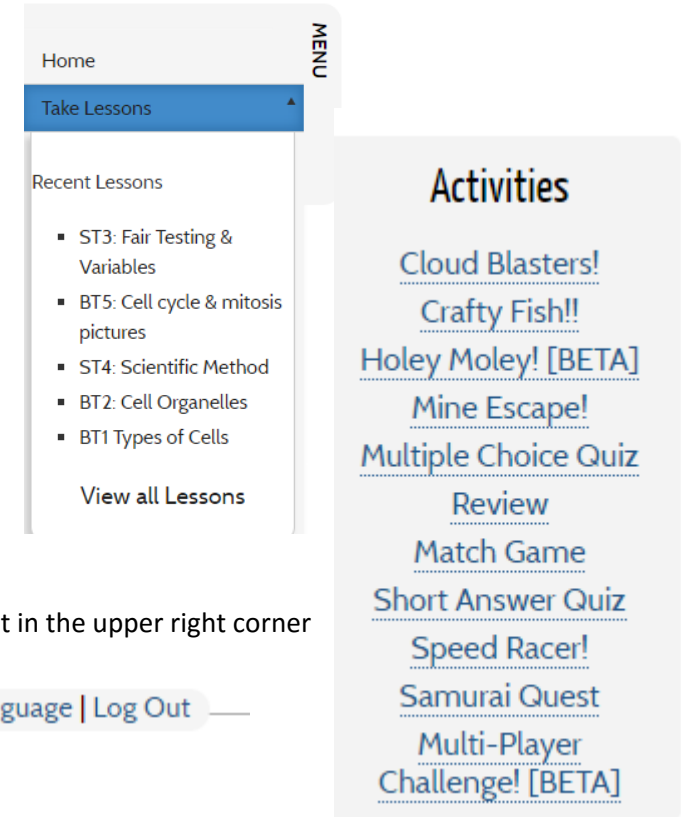 MENU
Home
Take Lessons
Recent Lessons
ST3: Fair Testing &
Variables
BT5: Cell cycle & mitosis
pictures
ST4: Scientific Method
BT2: Cell Organelles
BT1 Types of Cells
View all Lessons
t in the upper right corner
guage | Log Out
Activities
Cloud Blasters!
Crafty Fish!!
Holey Moley! [BETA]
Mine Escape!
Multiple Choice Quiz
Review
Match Game
Short Answer Quiz
Speed Racer!
Samurai Quest
Multi-Player
Challenge! [BETA]